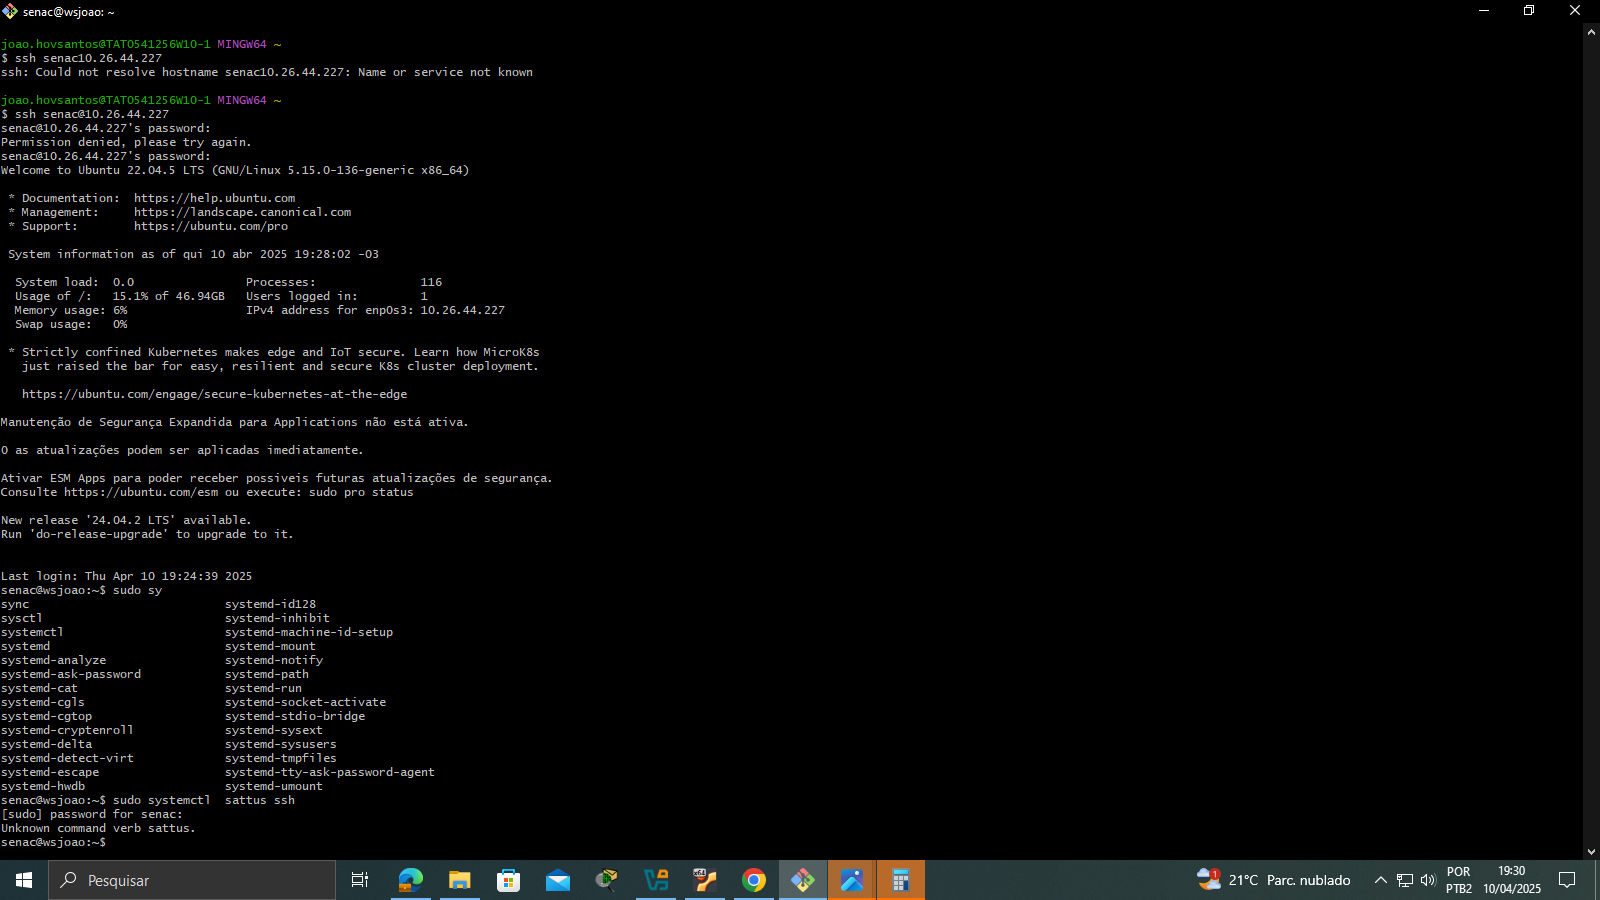 senac@wsjoao: ~
joao.hovsantos@TAT0541256W10-1 MINGW64 ~
$ ssh senac10.26.44.227
ssh: Could not resolve hostname senac10.26.44.227: Name or service not known
joao.hovsantos@TAT0541256W10-1 MINGW64 ~
$ ssh senac@10.26.44.227
senac@10.26.44.227's password:
Permission denied, please try again.
senac@10.26.44.227's password:
Welcome to Ubuntu 22.04.5 LTS (GNU/Linux 5.15.0-136-generic x86_64)
* Documentation:  https://help.ubuntu.com
* Management:     https://landscape.canonical.com
* Support:        https://ubuntu.com/pro
System information as of qui 10 abr 2025 19:28:02 -03
System load:  0.0                Processes:               116
Usage of /:   15.1% of 46.94GB   Users logged in:         1
Memory usage: 6%                 IPv4 address for enp0s3: 10.26.44.227
Swap usage:   0%
* Strictly confined Kubernetes makes edge and IoT secure. Learn how MicroK8s
just raised the bar for easy, resilient and secure K8s cluster deployment.
https://ubuntu.com/engage/secure-kubernetes-at-the-edge
Manutenção de Segurança Expandida para Applications não está ativa.
0 as atualizações podem ser aplicadas imediatamente.
Ativar ESM Apps para poder receber possiveis futuras atualizações de segurança.
Consulte https://ubuntu.com/esm ou execute: sudo pro status
New release '24.04.2 LTS' available.
Run 'do-release-upgrade' to upgrade to it.
Last login: Thu Apr 10 19:24:39 2025
senac@wsjoao:~$ sudo sy
sync                            systemd-id128
sysctl                          systemd-inhibit
systemctl                       systemd-machine-id-setup
systemd                         systemd-mount
systemd-analyze                 systemd-notify
systemd-ask-password            systemd-path
systemd-cat                     systemd-run
systemd-cgls                    systemd-socket-activate
systemd-cgtop                   systemd-stdio-bridge
systemd-cryptenroll             systemd-sysext
systemd-delta                   systemd-sysusers
systemd-detect-virt             systemd-tmpfiles
systemd-escape                  systemd-tty-ask-password-agent
systemd-hwdb                    systemd-umount
senac@wsjoao:~$ sudo systemctl  sattus ssh
[sudo] password for senac:
Unknown command verb sattus.
senac@wsjoao:~$
Pesquisar
1
21°C Parc. nublado
POR
PTB2
19:30
10/04/2025